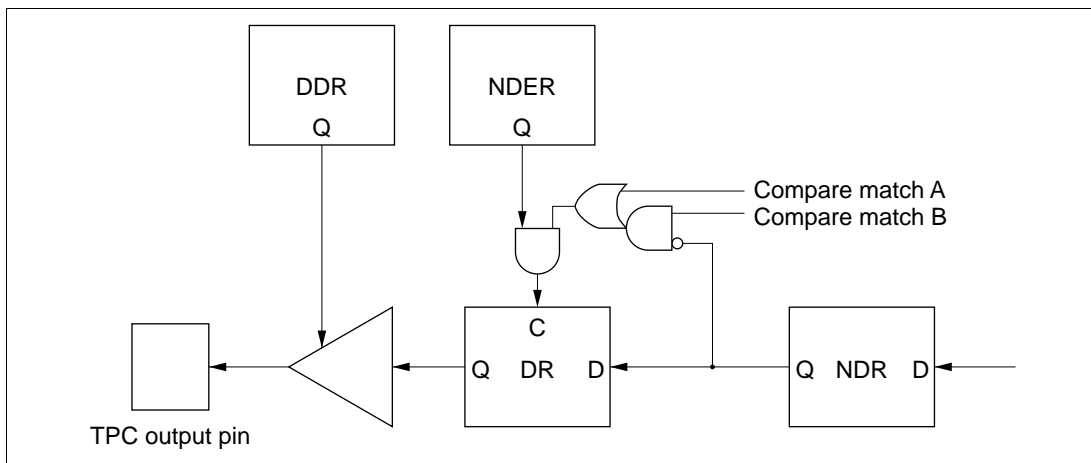 DDR
Q
NDER
Q
Compare match A
Compare match B
C
Q DR D
Q NDR D
TPC output pin